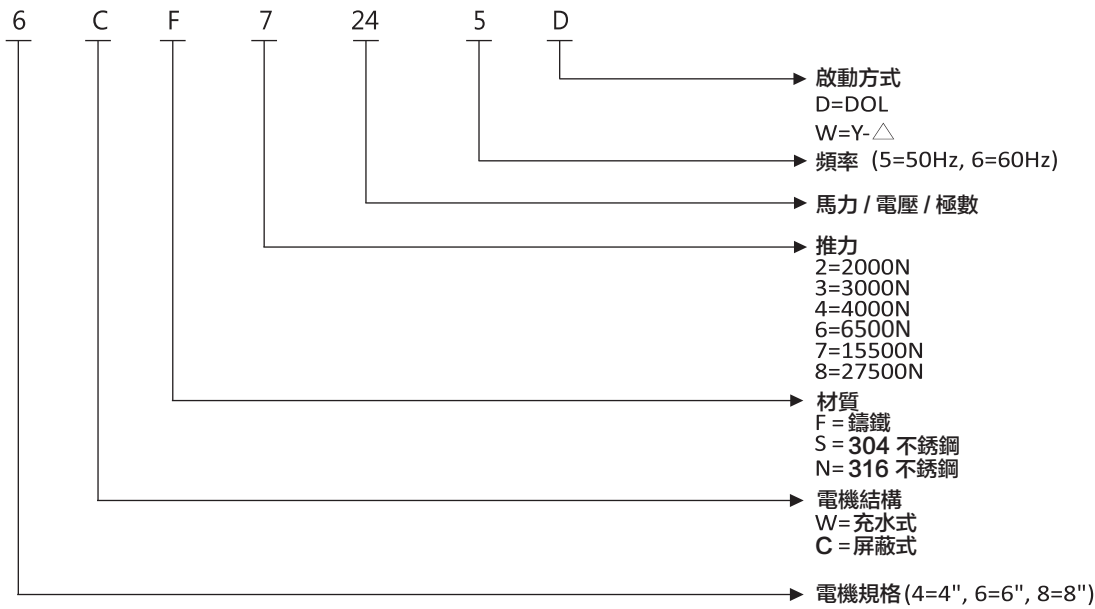 6 C F 7 24 5 D
啟動方式
D=DOL
W=Y-△
頻率 (5=50Hz, 6=60Hz)
馬力 / 電壓 / 極數
推力
2=2000N
3=3000N
4=4000N
6=6500N
7=15500N
8=27500N
材質
F = 鑄鐵
S = 304 不銹鋼
N= 316 不銹鋼
電機結構
W= 充水式
C = 屏蔽式
電機規格 (4=4", 6=6", 8=8")